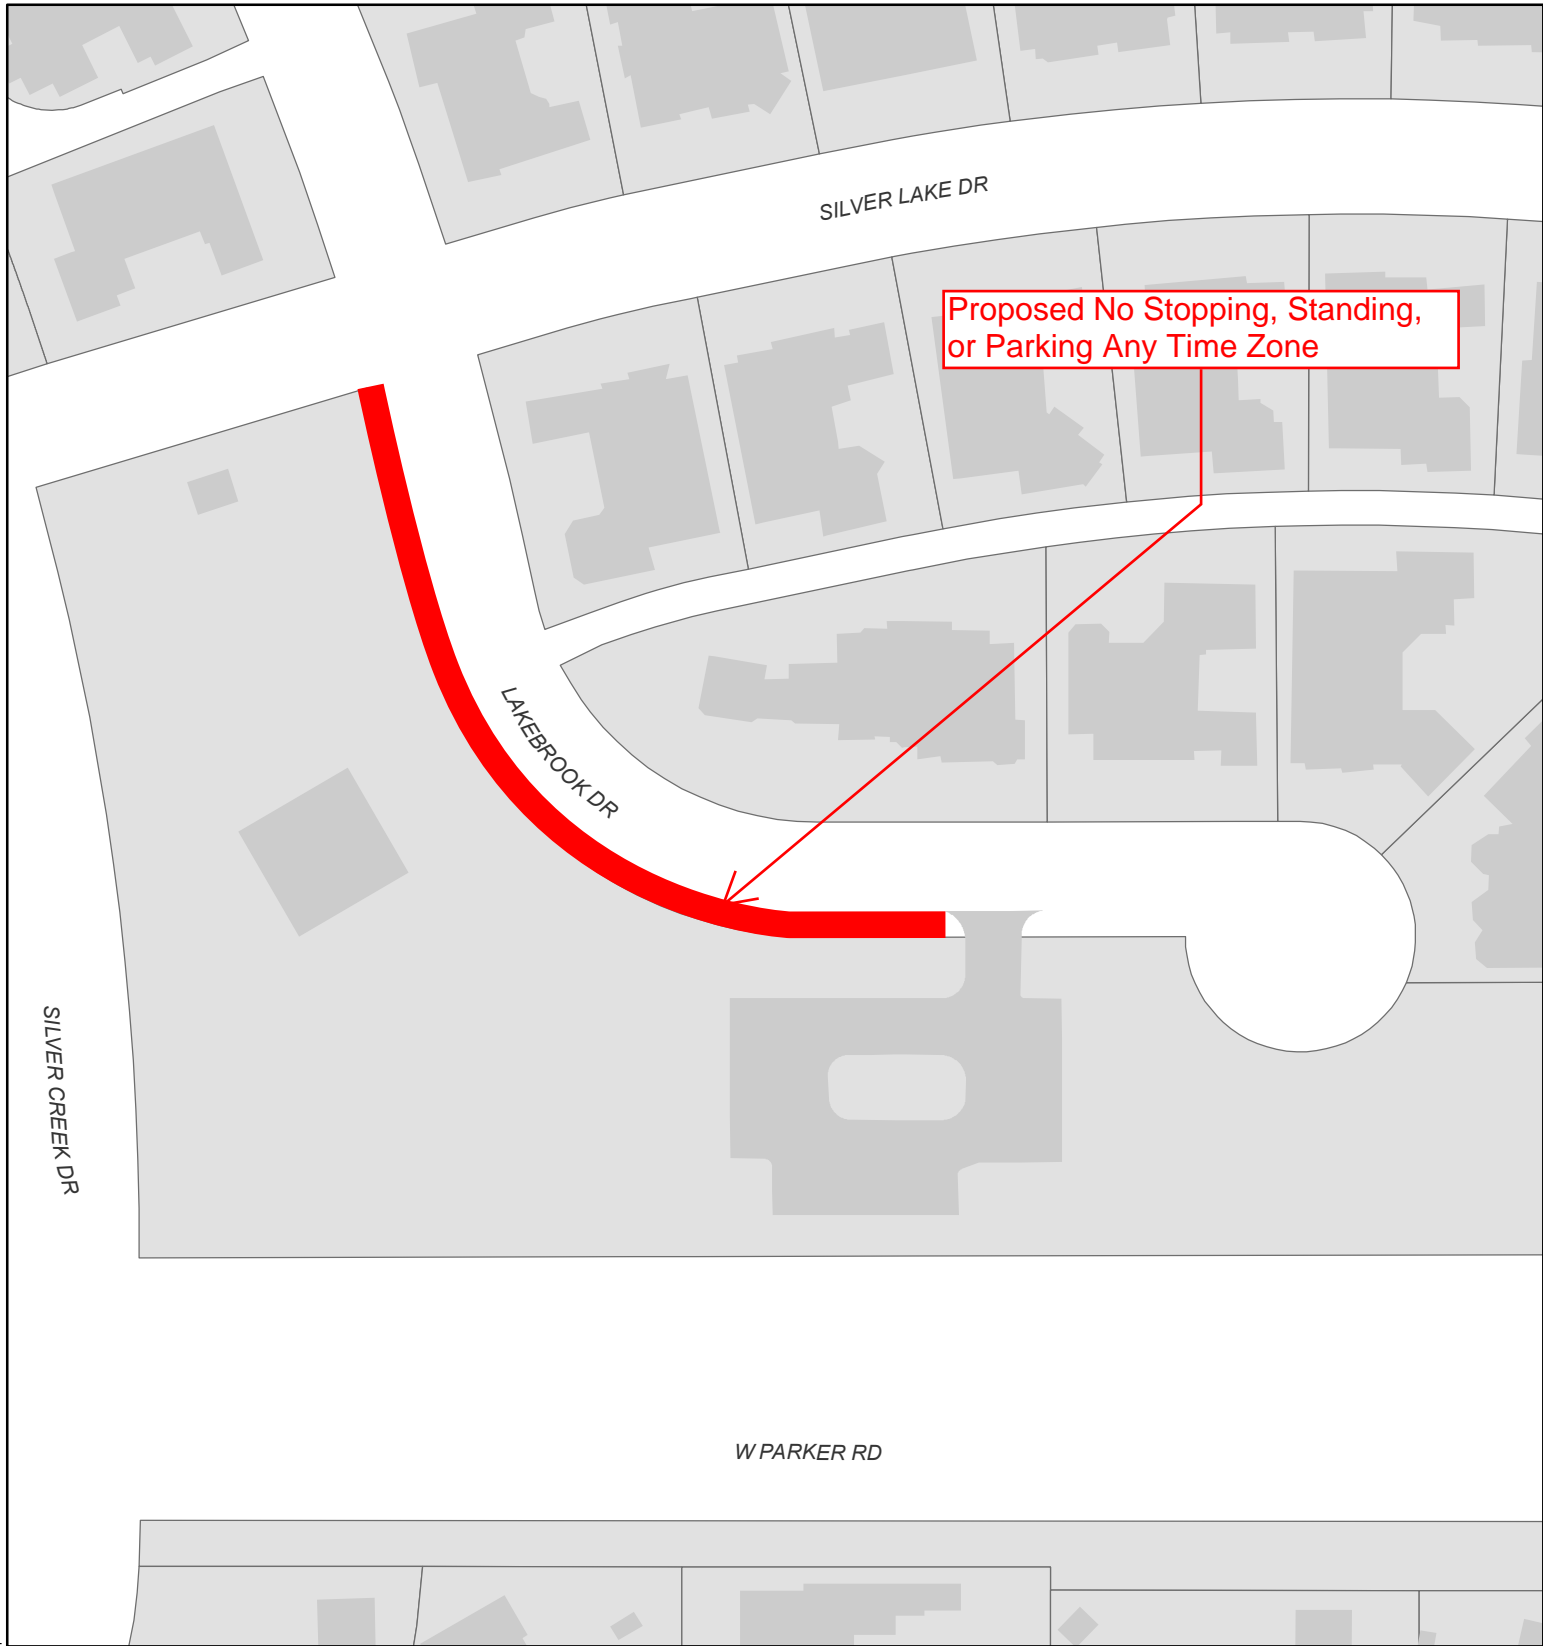 SILVER LAKE DR
Proposed No Stopping, Standing,
or Parking Any Time Zone
LAKEBROOK DR
SILVER CREEK DR
W PARKER RD